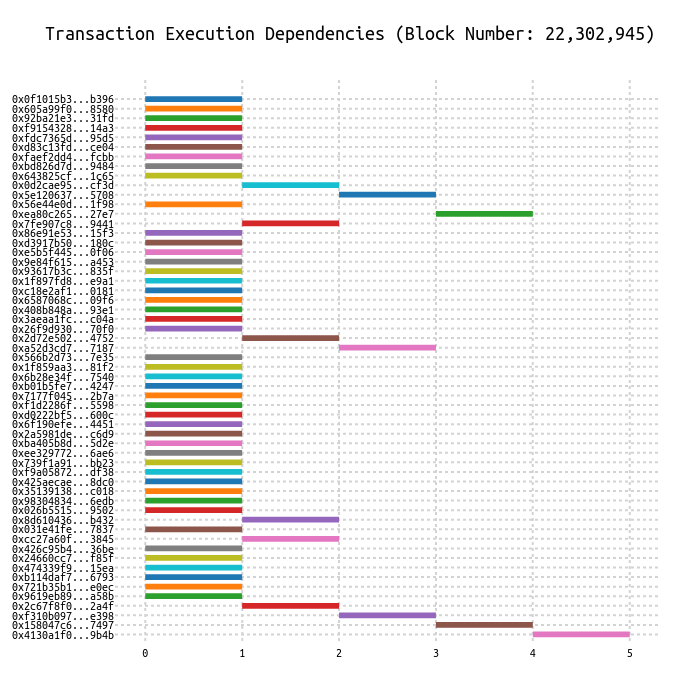 Transaction Execution Dependencies (Block Number: 22,302,945)
0x0f1015b3...b396
0x605a99f0...8580
0x92ba21e3...31fd
0xf9154328...14a3
0xfdc7365d...95d5
0xd83c13fd...ce04
0xfaef2dd4...fcbb
0xbd826d7d...9484
0x643825cf...1c65
0x0d2cae95...cf3d
0x5e120637...5708
0x56e44e0d...1f98
0xea80c265...27e7
0x7fe907c8...9441
0x86e91e53...15f3
0xd3917b50...180c
0xe5b5f445...0f06
0x9e84f615...a453
0x93617b3c...835f
0x1f897fd8...e9a1
0xc18e2af1...0181
0x6587068c...09f6
0x408b848a...93e1
0x3aeaa1fc...c04a
0x26f9d930...70f0
0x2d72e502...4752
0xa52d3cd7...7187
0x566b2d73...7e35
0x1f859aa3...81f2
0x6b28e34f...7540
0xb01b5fe7...4247
0x7177f045...2b7a
0xf1d2286f...5598
0xd0222bf5...600c
0x6f190efe...4451
0x2a5981de...c6d9
0xba405b8d...5d2e
0xee329772...6ae6
0x739f1a91...bb23
0xf9a05872...df38
0x425aecae...8dc0
0x35139138...c018
0x98304834...6edb
0x026b5515...9502
0x8d610436...b432
0x031e41fe...7837
0xcc27a60f...3845
0x426c95b4...36be
0x24660cc7...f85f
0x474339f9...15ea
0xb114daf7...6793
0x721b35b1...e0ec
0x9619eb89...a58b
0x2c67f8f0...2a4f
0xf310b097...e398
0x158047c6...7497
0x4130a1f0...9b4b
0 1 2 3 4 5